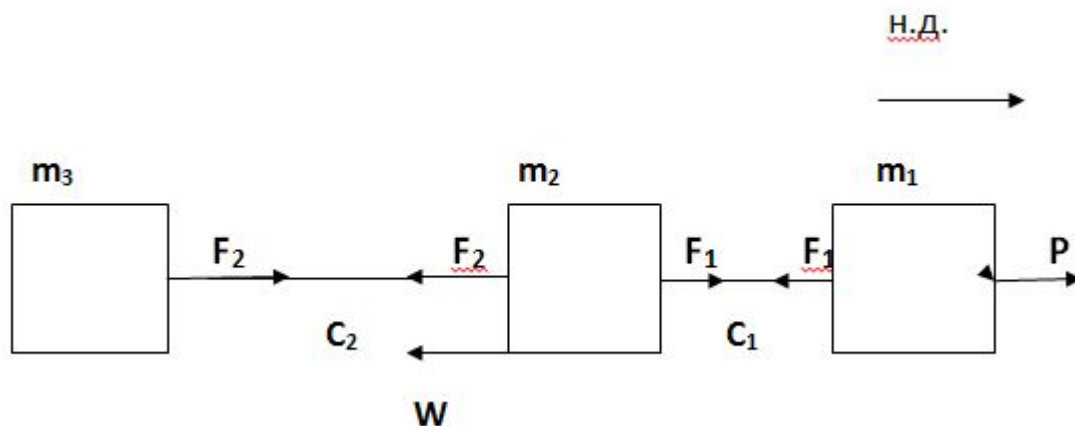 н.д.
m₃ m₂ m₁
F₂ F₂ F₁ F₁ P
C₂ C₁
W